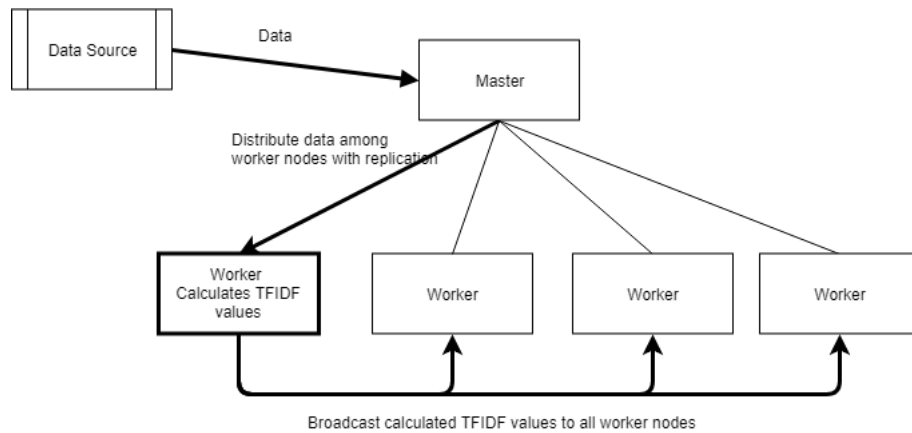 Data Source
Data
Master
Distribute data among
worker nodes with replication
Worker
Calculates TFIDF
values
Worker
Worker
Worker
Broadcast calculated TFIDF values to all worker nodes